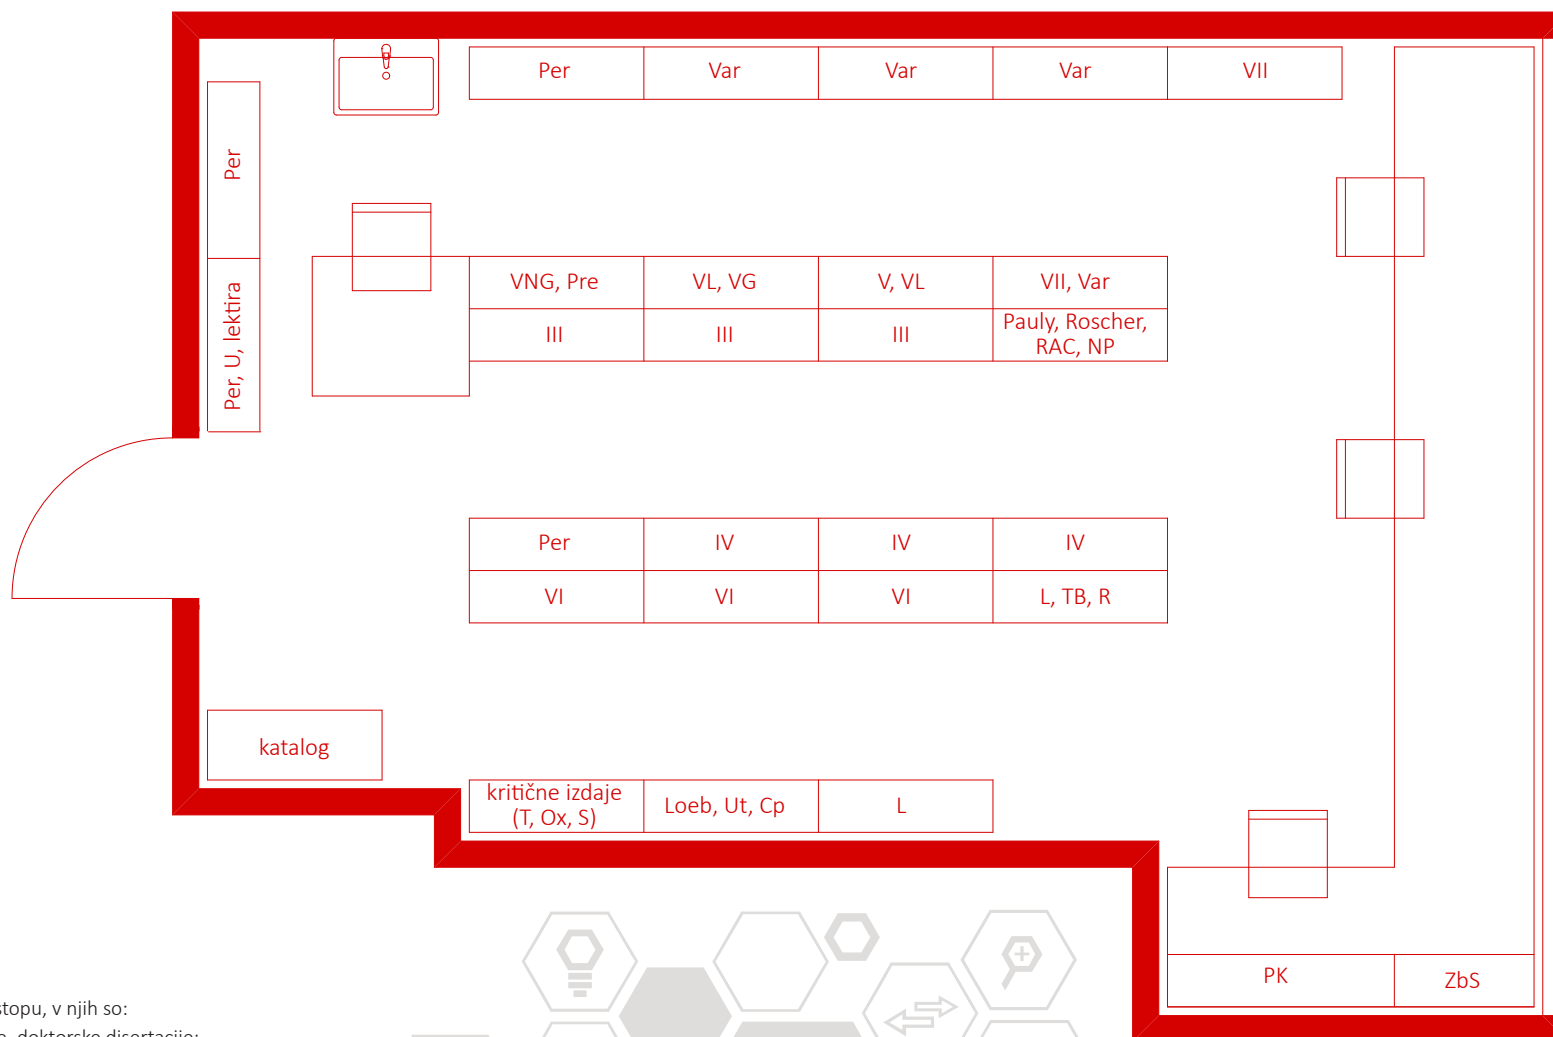 Per
Var
Var
Var
VII
Per
Per, U, lektira
VNG, Pre
VL, VG
V, VL
VII, Var
III
III
III
Pauly, Roscher,
RAC, NP
Per
IV
IV
IV
VI
VI
VI
L, TB, R
katalog
kritične izdaje
(T, Ox, S)
Loeb, Ut, Cp
L
PK
ZbS
stopu, v njih so:
doktorske disertacije;